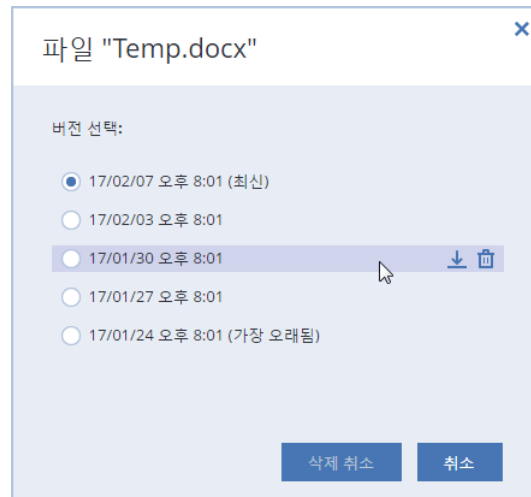 파일 "Temp.docx"
버전 선택:
17/02/07 오후 8:01 (최신)
17/02/03 오후 8:01
17/01/30 오후 8:01
17/01/27 오후 8:01
17/01/24 오후 8:01 (가장 오래됨)
삭제 취소 취소